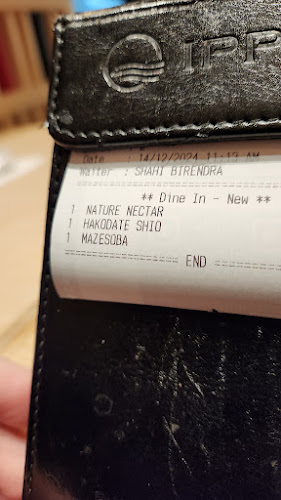 IPP
Date : 14/12/2024 11:13 AM
Waiter : SHAHI BIRENDRA
** Dine In - New **
1 NATURE NECTAR
1 HAKODATE SHIO
1 MAZESOBA
END